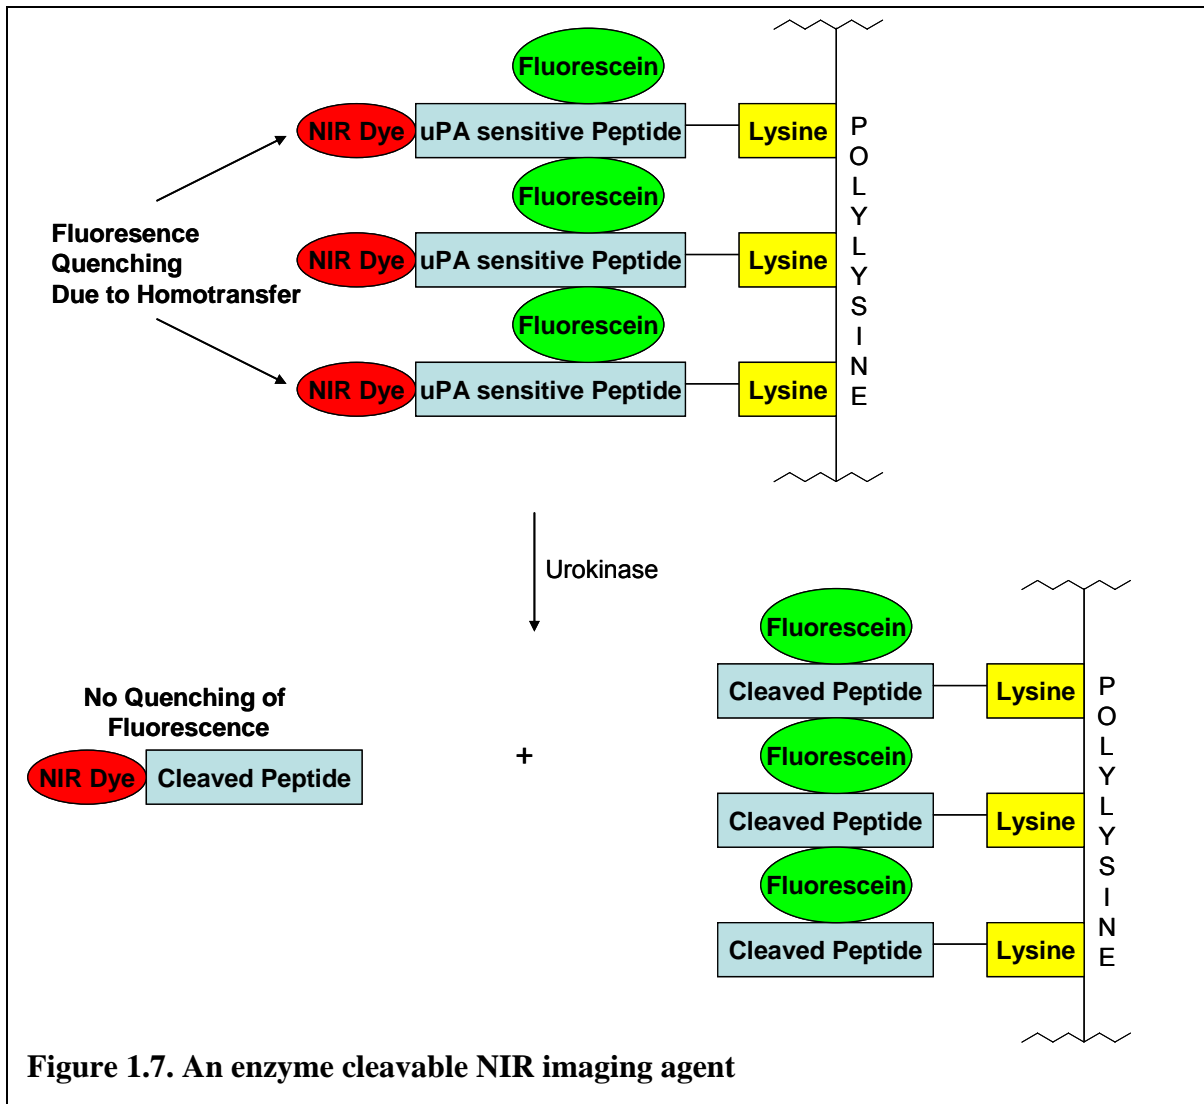 Fluorescein
NIR Dye uPA sensitive Peptide Lysine
Fluorescein
NIR Dye uPA sensitive Peptide Lysine
Fluorescein
NIR Dye uPA sensitive Peptide Lysine
POLYLYSINE
Fluoresence
Quenching
Due to Homotransfer
Urokinase
No Quenching of
Fluorescence
NIR Dye Cleaved Peptide
+
Fluorescein
Cleaved Peptide Lysine
Fluorescein
Cleaved Peptide Lysine
Fluorescein
Cleaved Peptide Lysine
POLYLYSINE
Figure 1.7. An enzyme cleavable NIR imaging agent